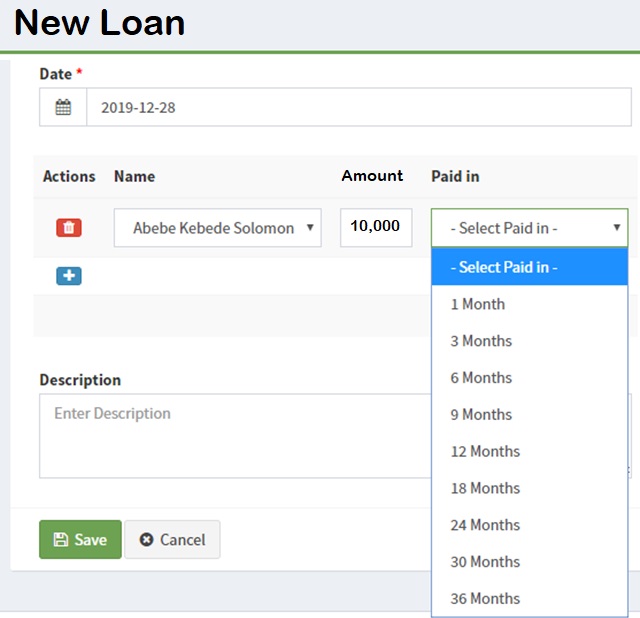 New Loan
Date *
2019-12-28
Actions Name Amount Paid in
Abebe Kebede Solomon 10,000 - Select Paid in -
- Select Paid in -
1 Month
3 Months
6 Months
9 Months
12 Months
18 Months
24 Months
30 Months
36 Months
Description
Enter Description
Save Cancel